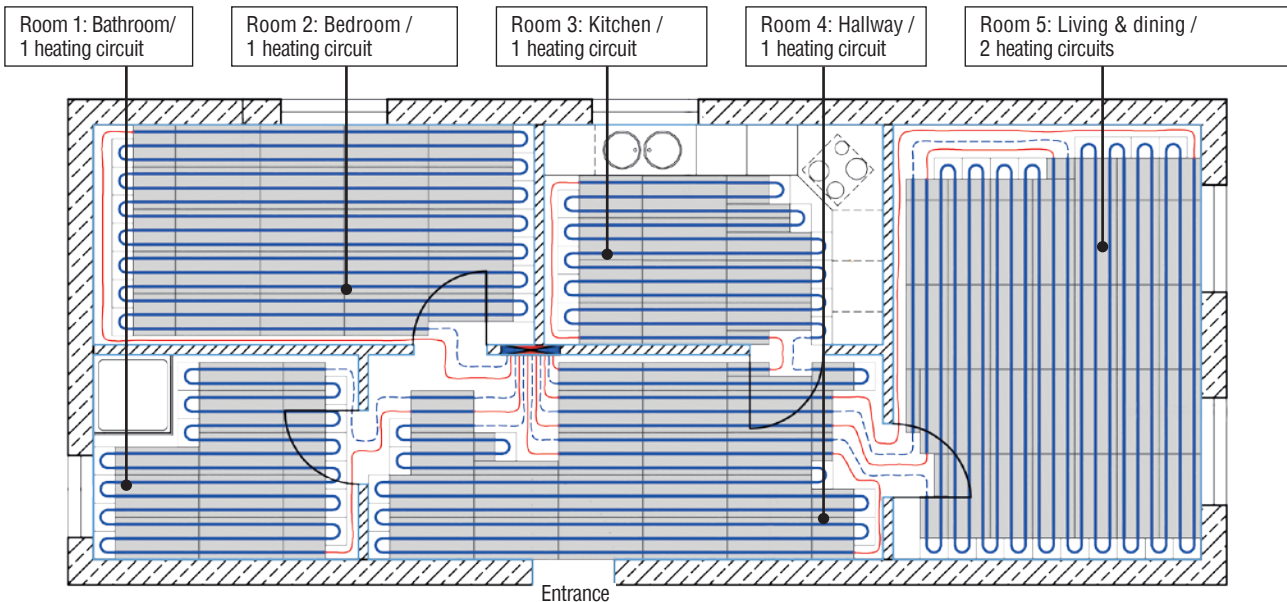 Room 1: Bathroom/
1 heating circuit
Room 2: Bedroom /
1 heating circuit
Room 3: Kitchen /
1 heating circuit
Room 4: Hallway /
1 heating circuit
Room 5: Living & dining /
2 heating circuits
Entrance